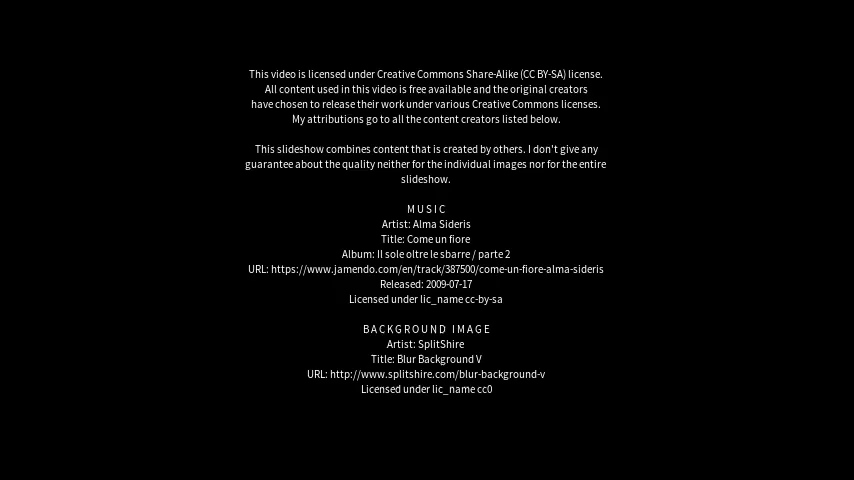 This video is licensed under Creative Commons Share-Alike (CC BY-SA) license.
All content used in this video is free available and the original creators
have chosen to release their work under various Creative Commons licenses.
My attributions go to all the content creators listed below.
This slideshow combines content that is created by others. I don't give any
guarantee about the quality neither for the individual images nor for the entire
slideshow.
MUSIC
Artist: Alma Sideris
Title: Come un fiore
Album: Il sole oltre le sbarre / parte 2
URL: https://www.jamendo.com/en/track/387500/come-un-fiore-alma-sideris
Released: 2009-07-17
Licensed under lic_name cc-by-sa
BACKGROUND IMAGE
Artist: SplitShire
Title: Blur Background V
URL: http://www.splitshire.com/blur-background-v
Licensed under lic_name cc0